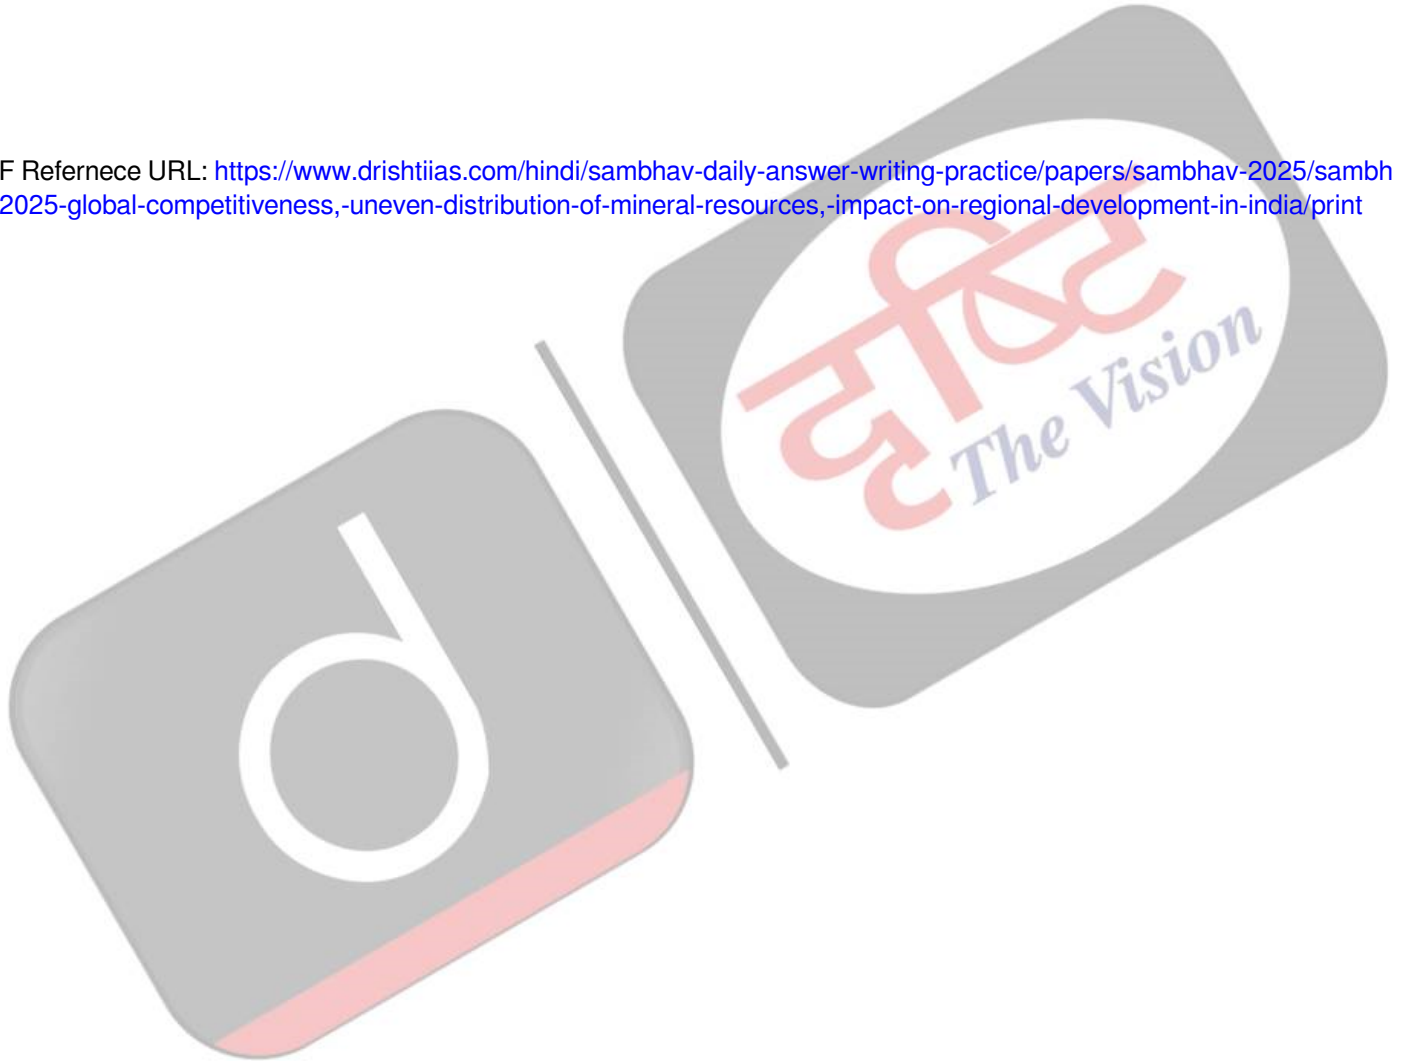 F Refernece URL: https://www.drishtiias.com/hindi/sambhav-daily-answer-writing-practice/papers/sambhav-2025/sambh
2025-global-competitiveness,-uneven-distribution-of-mineral-resources,-impact-on-regional-development-in-india/print
दृष्टि
The Vision
d